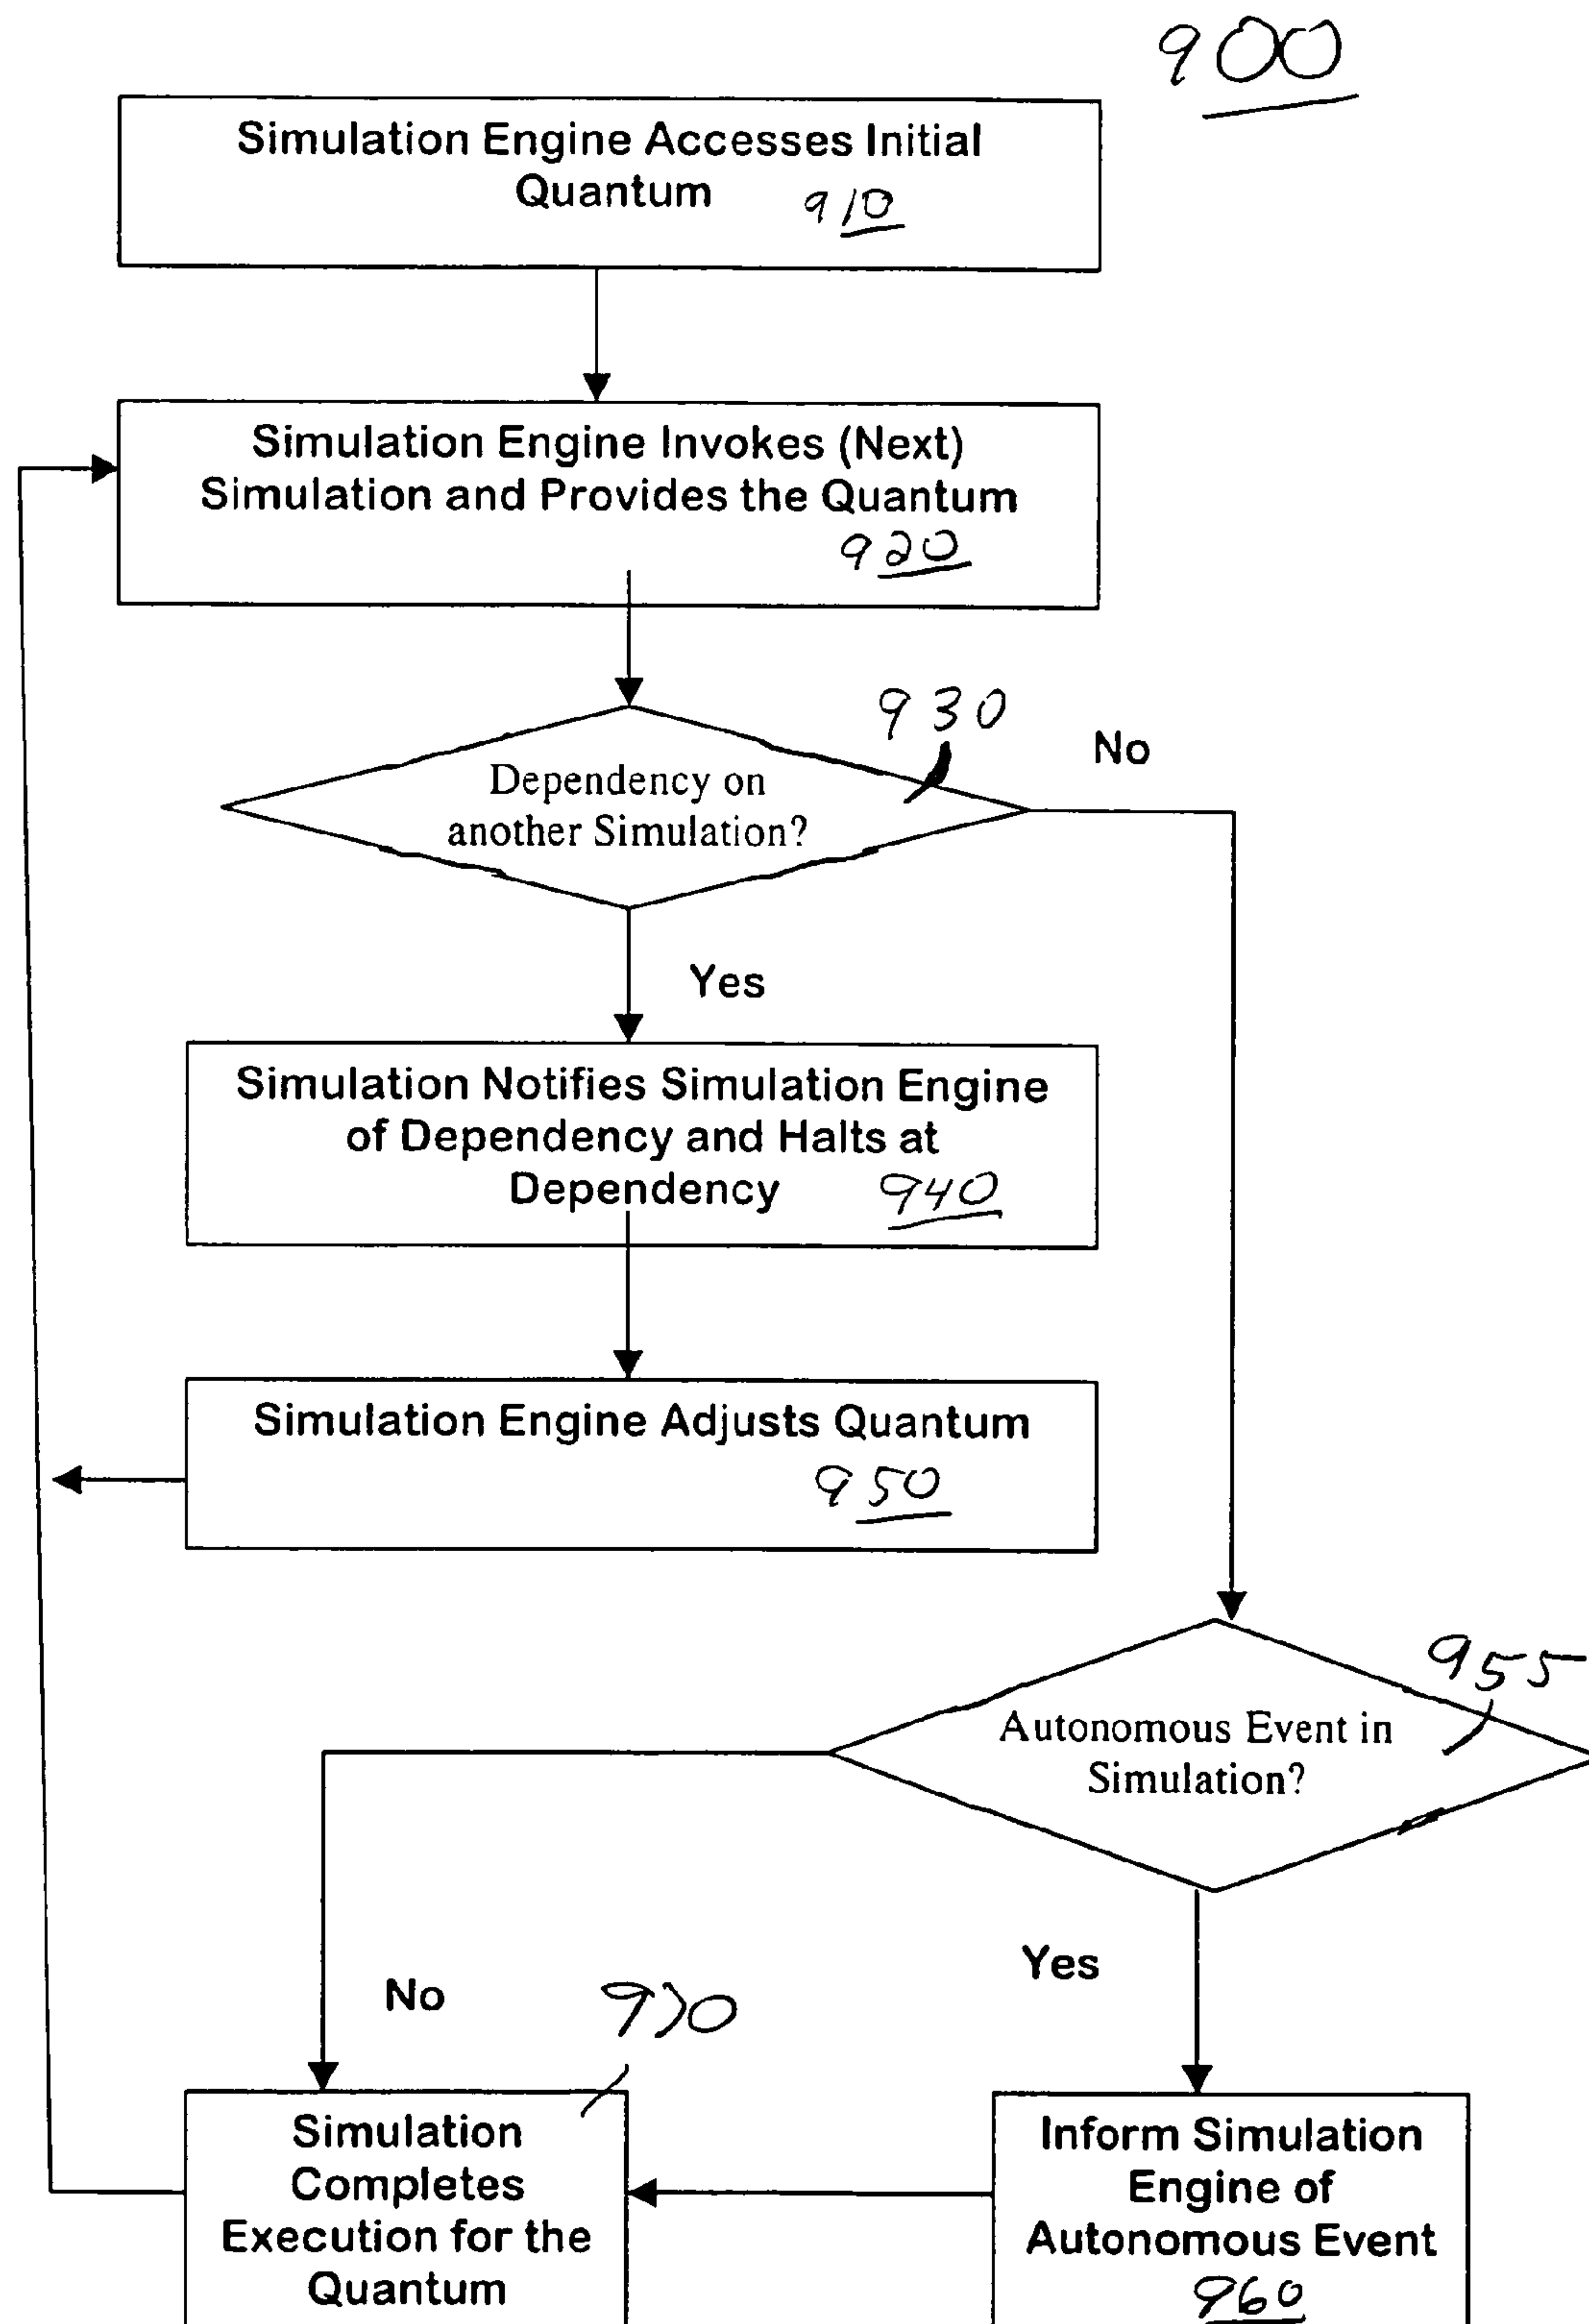 900
Simulation Engine Accesses Initial
Quantum 910
Simulation Engine Invokes (Next)
Simulation and Provides the Quantum
920
930
No
Dependency on
another Simulation?
Yes
Simulation Notifies Simulation Engine
of Dependency and Halts at
Dependency 940
Simulation Engine Adjusts Quantum
950
955
Autonomous Event in
Simulation?
Yes
No
970
Simulation
Completes
Execution for the
Quantum
Inform Simulation
Engine of
Autonomous Event
960